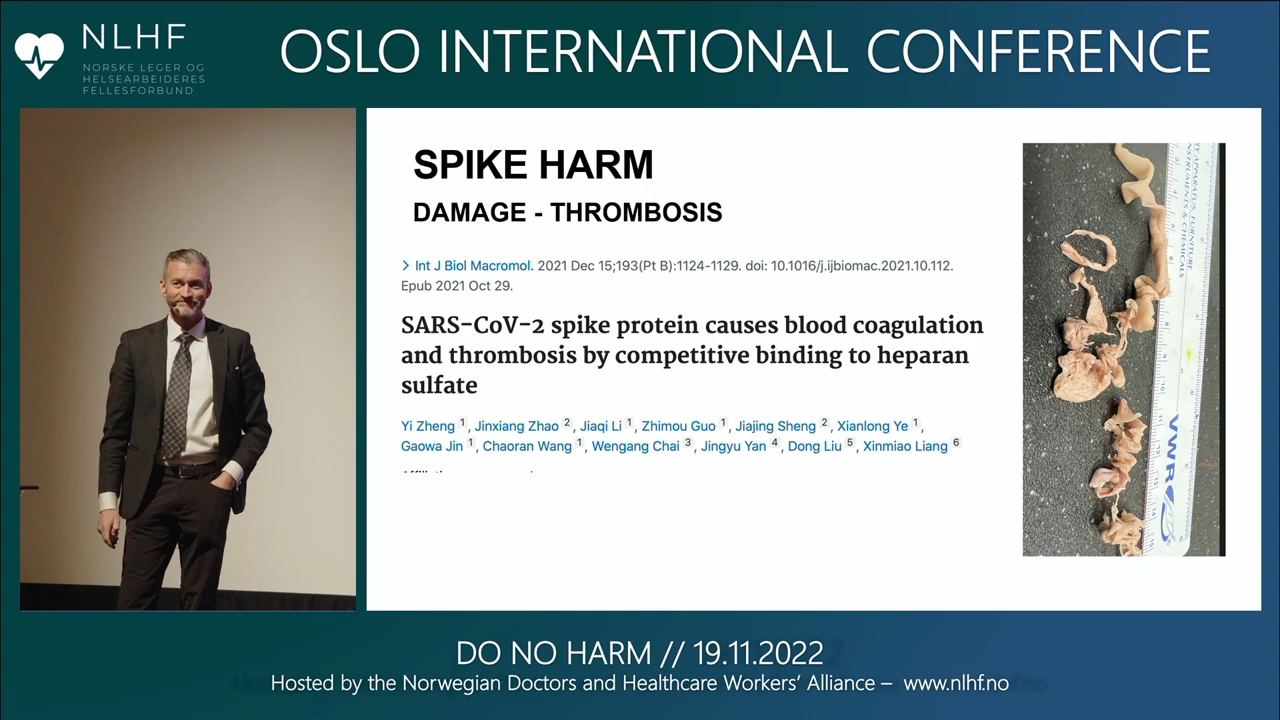 NLHF
NORSKE LEGER OG
HELSEARBEIDERES
FELLESFORBUND
OSLO INTERNATIONAL CONFERENCE
SPIKE HARM
DAMAGE - THROMBOSIS
> Int J Biol Macromol. 2021 Dec 15;193(Pt B):1124-1129. doi: 10.1016/j.ijbiomac.2021.10.112.
Epub 2021 Oct 29.
SARS-CoV-2 spike protein causes blood coagulation
and thrombosis by competitive binding to heparan
sulfate
Yi Zheng 1, Jinxiang Zhao 2, Jiaqi Li 1, Zhimou Guo 1, Jiajing Sheng 2, Xianlong Ye 1,
Gaowa Jin 1, Chaoran Wang 1, Wengang Chai 3, Jingyu Yan 4, Dong Liu 5, Xinmiao Liang 6
VWR
DO NO HARM // 19.11.2022
Hosted by the Norwegian Doctors and Healthcare Workers' Alliance – www.nlhf.no